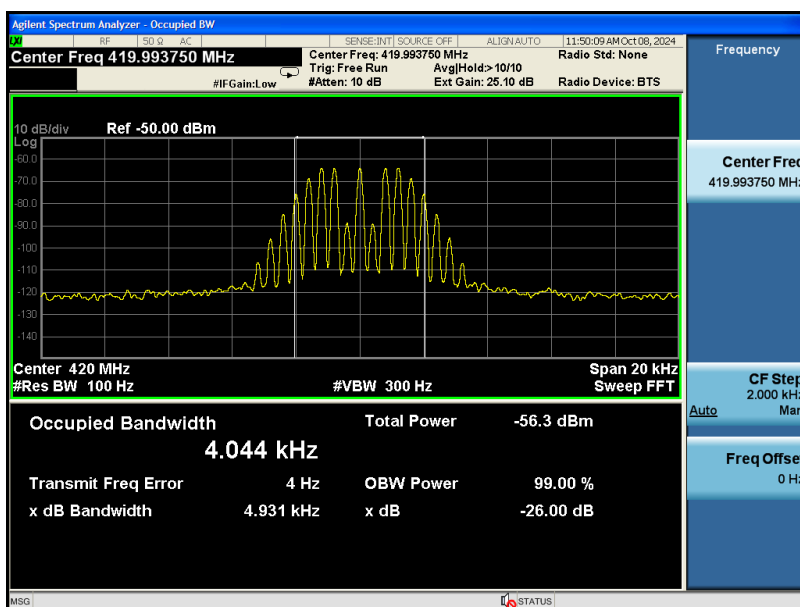 Agilent Spectrum Analyzer - Occupied BW
LXI RF 50 Ω AC SENSE:INT SOURCE OFF ALIGN AUTO 11:50:09 AM Oct 08, 2024
Center Freq 419.993750 MHz
Center Freq: 419.993750 MHz Radio Std: None
Trig: Free Run Avg|Hold:> 10/10
#IFGain:Low #Atten: 10 dB Ext Gain: 25.10 dB Radio Device: BTS
10 dB/div Ref -50.00 dBm
Log
-60.0
-70.0
-80.0
-90.0
-100
-110
-120
-130
-140
Center 420 MHz Span 20 kHz
#Res BW 100 Hz #VBW 300 Hz Sweep FFT
Occupied Bandwidth Total Power -56.3 dBm
4.044 kHz
Transmit Freq Error 4 Hz OBW Power 99.00 %
x dB Bandwidth 4.931 kHz x dB -26.00 dB
MSG STATUS
Frequency
Center Freq
419.993750 MHz
CF Step
2.000 kHz
Auto Man
Freq Offset
0 Hz